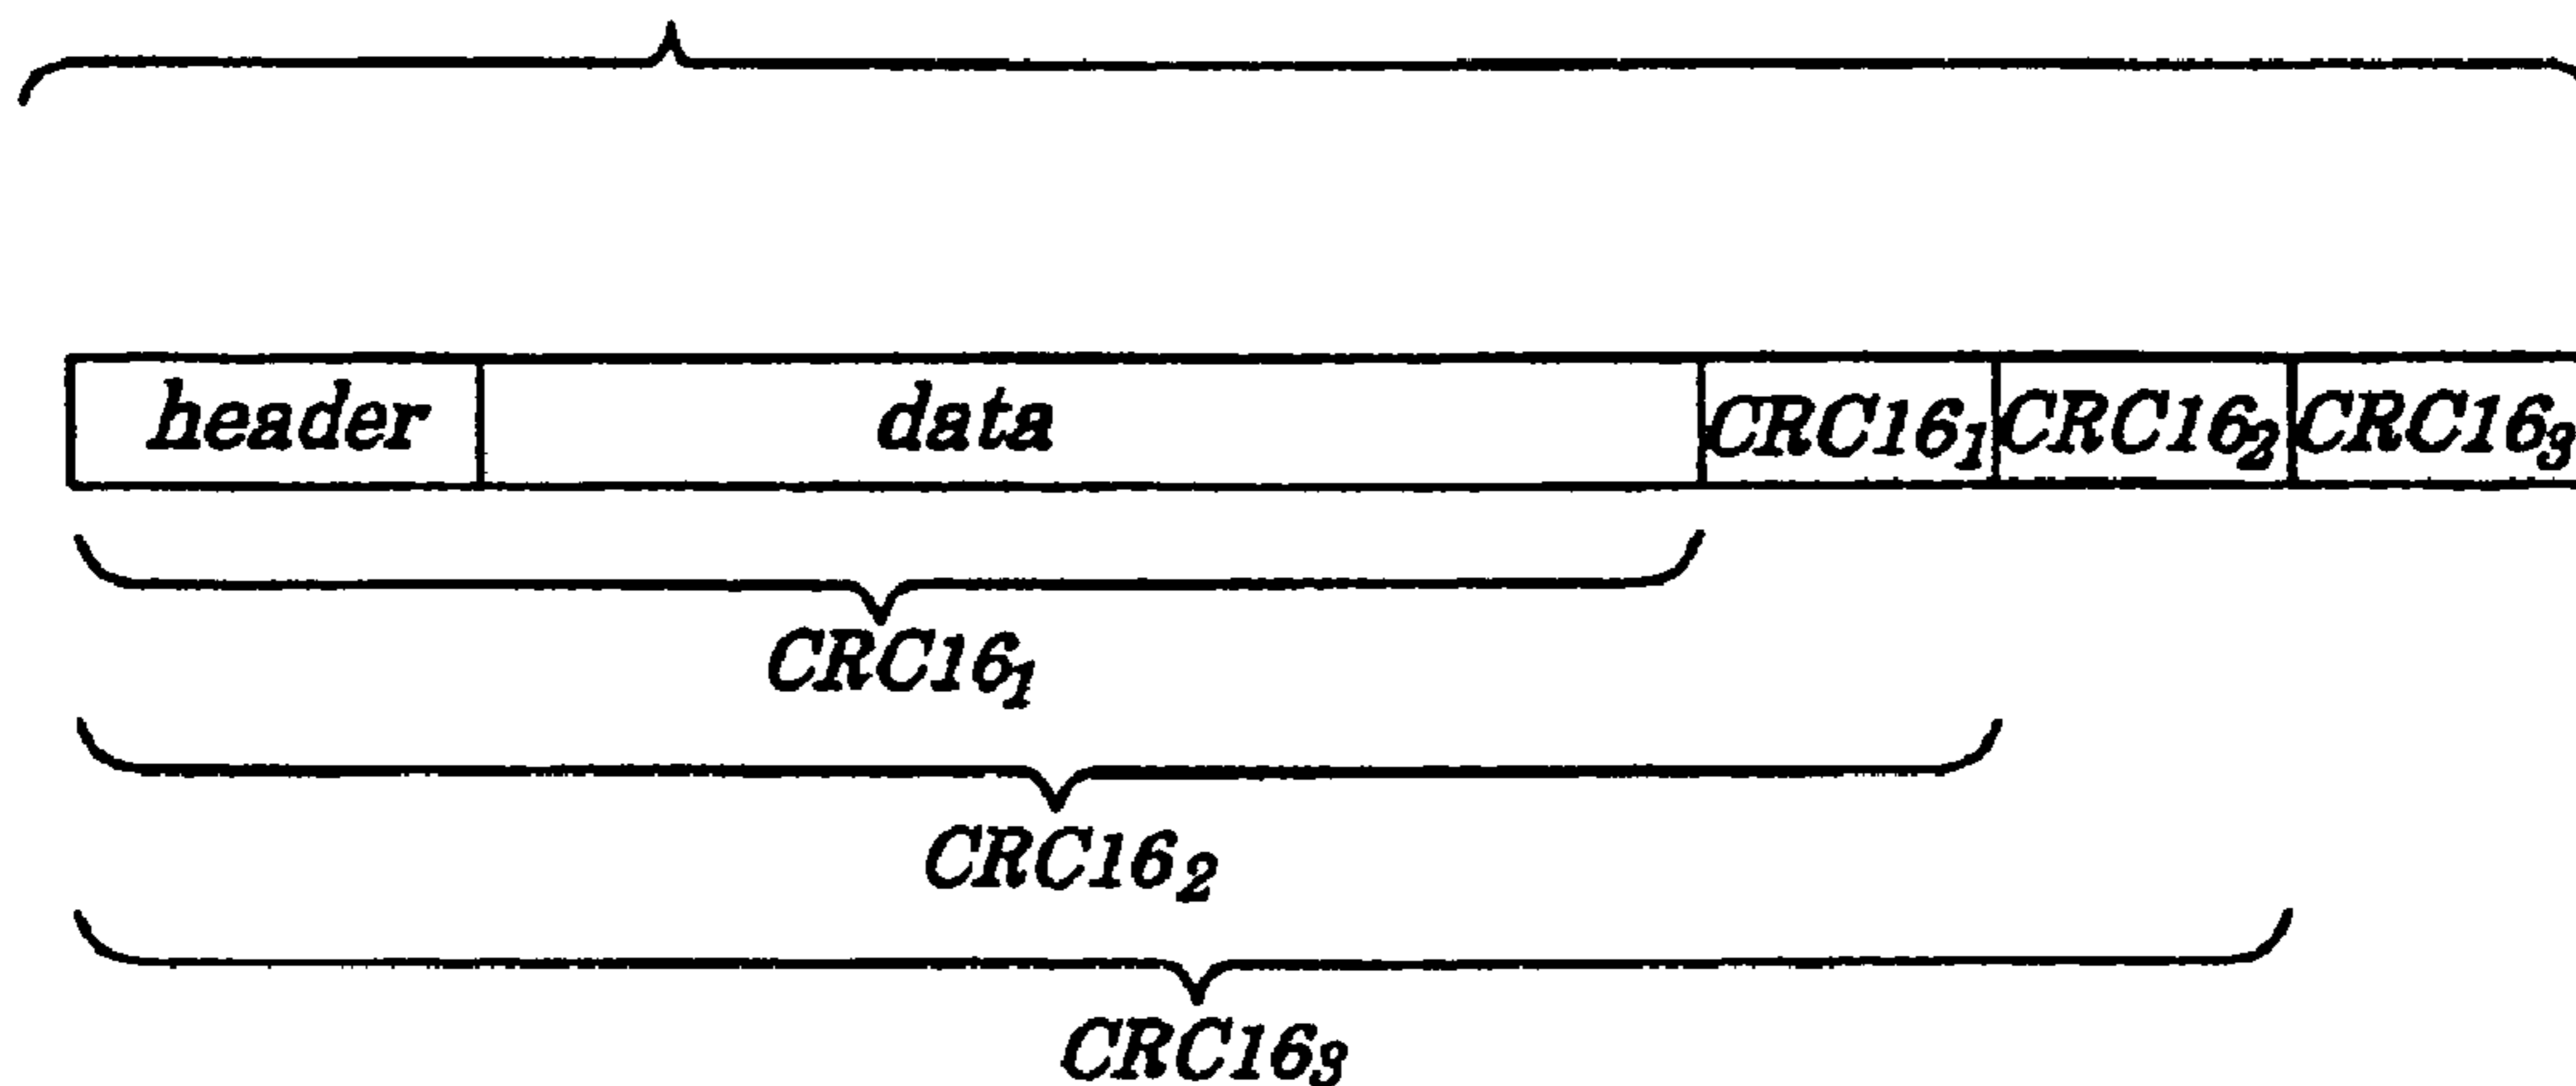 header data CRC16₁ CRC16₂ CRC16₃
CRC16₁
CRC16₂
CRC16₃